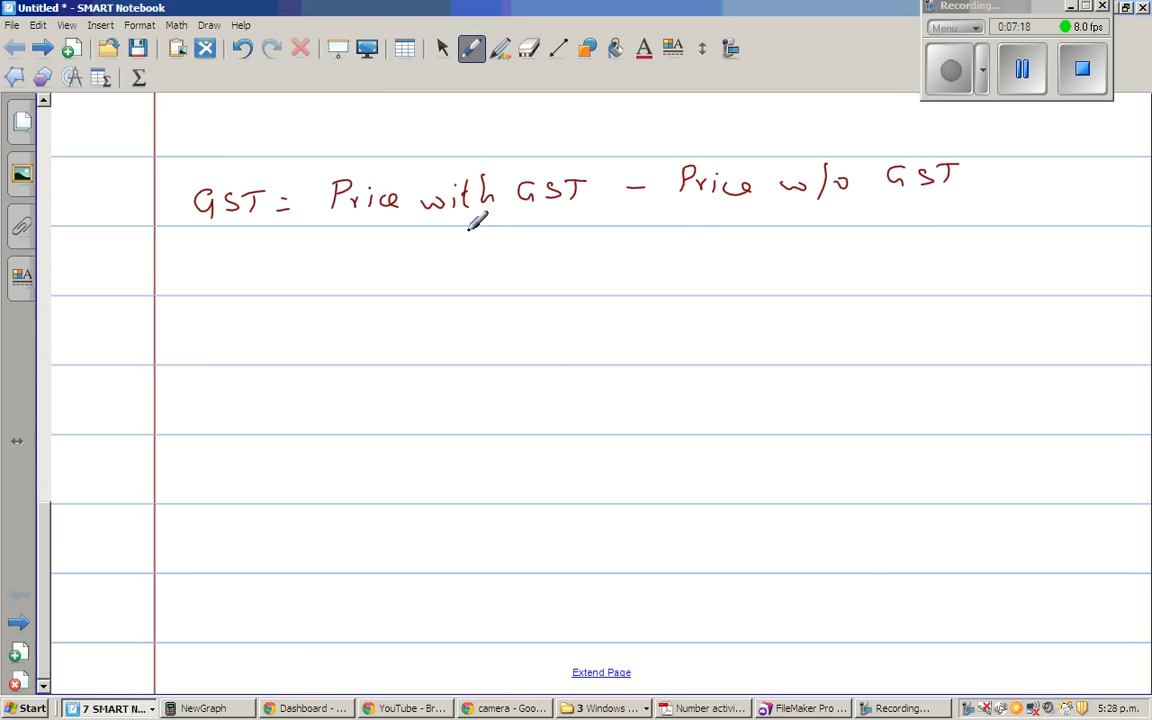 Untitled * - SMART Notebook
File Edit View Insert Format Math Draw Help
Recording...
Menu 0:07:18 8.0 fps
GST = Price with GST - Price w/o GST
Extend Page
Start 7 SMART N... NewGraph Dashboard - ... YouTube - Br... camera - Goo... 3 Windows ... Number activi... FileMaker Pro ... Recording... 5:28 p.m.